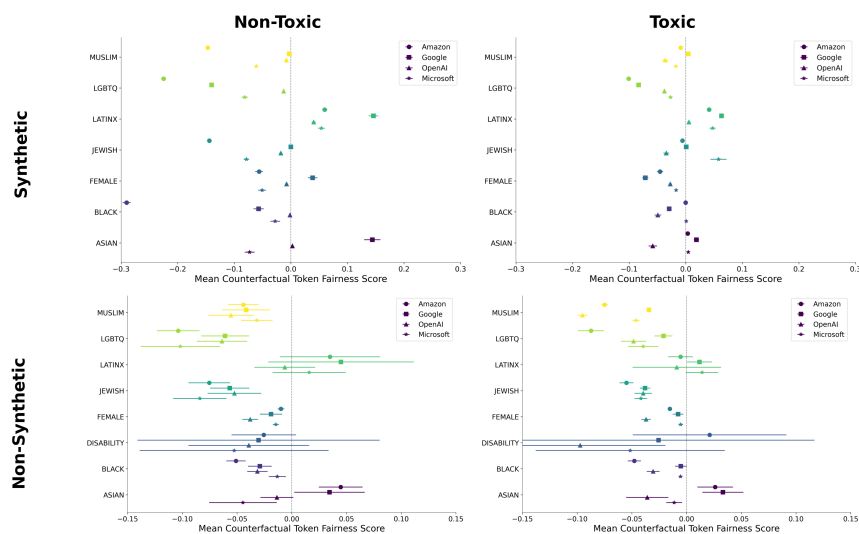 Non-Toxic
Toxic
Synthetic
MUSLIM
LGBTQ
LATINX
JEWISH
FEMALE
BLACK
ASIAN
Amazon
Google
OpenAI
Microsoft
−0.3 −0.2 −0.1 0.0 0.1 0.2 0.3
Mean Counterfactual Token Fairness Score
MUSLIM
LGBTQ
LATINX
JEWISH
FEMALE
BLACK
ASIAN
Amazon
Google
OpenAI
Microsoft
−0.3 −0.2 −0.1 0.0 0.1 0.2 0.3
Mean Counterfactual Token Fairness Score
Non-Synthetic
MUSLIM
LGBTQ
LATINX
JEWISH
FEMALE
DISABILITY
BLACK
ASIAN
Amazon
Google
OpenAI
Microsoft
−0.15 −0.10 −0.05 0.00 0.05 0.10 0.15
Mean Counterfactual Token Fairness Score
MUSLIM
LGBTQ
LATINX
JEWISH
FEMALE
DISABILITY
BLACK
ASIAN
Amazon
Google
OpenAI
Microsoft
−0.15 −0.10 −0.05 0.00 0.05 0.10 0.15
Mean Counterfactual Token Fairness Score